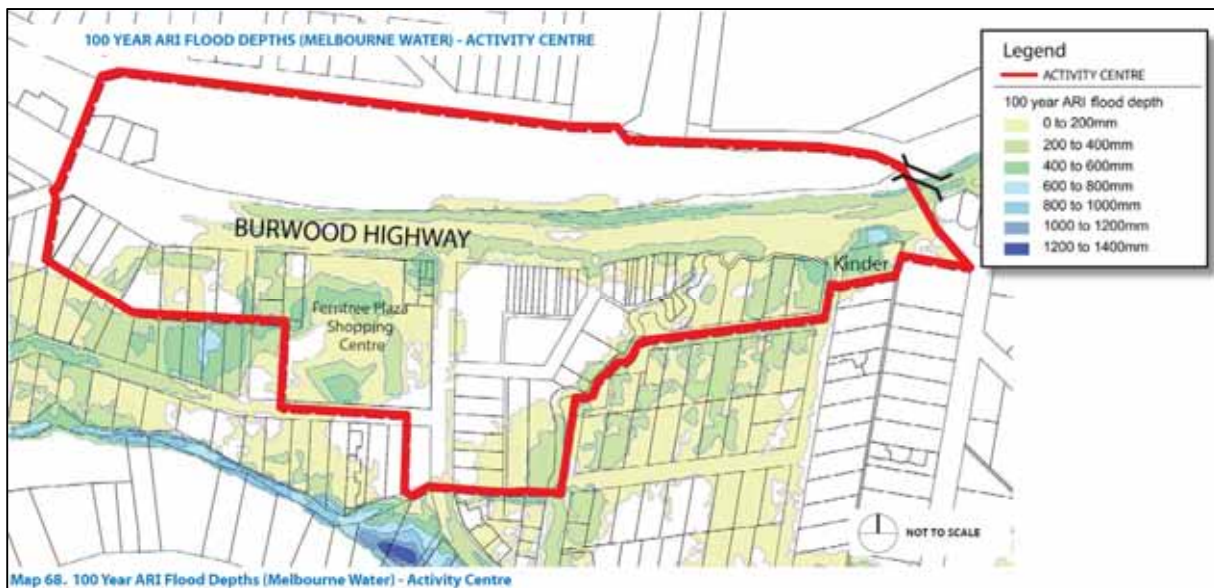 100 YEAR ARI FLOOD DEPTHS (MELBOURNE WATER) - ACTIVITY CENTRE
Legend
ACTIVITY CENTRE
100 year ARI flood depth
0 to 200mm
200 to 400mm
400 to 600mm
600 to 800mm
800 to 1000mm
1000 to 1200mm
1200 to 1400mm
BURWOOD HIGHWAY
Kinder
Ferntree Plaza
Shopping
Centre
NOT TO SCALE
Map 68. 100 Year ARI Flood Depths (Melbourne Water) - Activity Centre